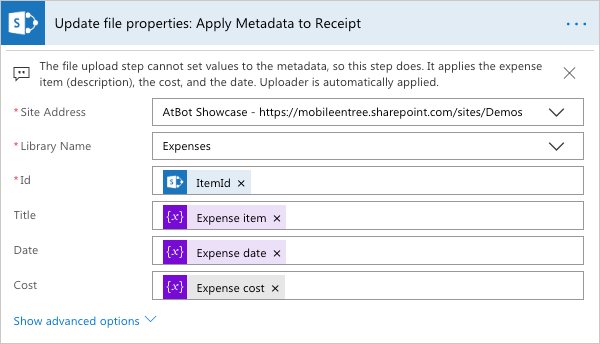 Update file properties: Apply Metadata to Receipt
The file upload step cannot set values to the metadata, so this step does. It applies the expense
item (description), the cost, and the date. Uploader is automatically applied.
* Site Address
AtBot Showcase - https://mobileentree.sharepoint.com/sites/Demos
* Library Name
Expenses
* Id
ItemId
Title
Expense item
Date
Expense date
Cost
Expense cost
Show advanced options